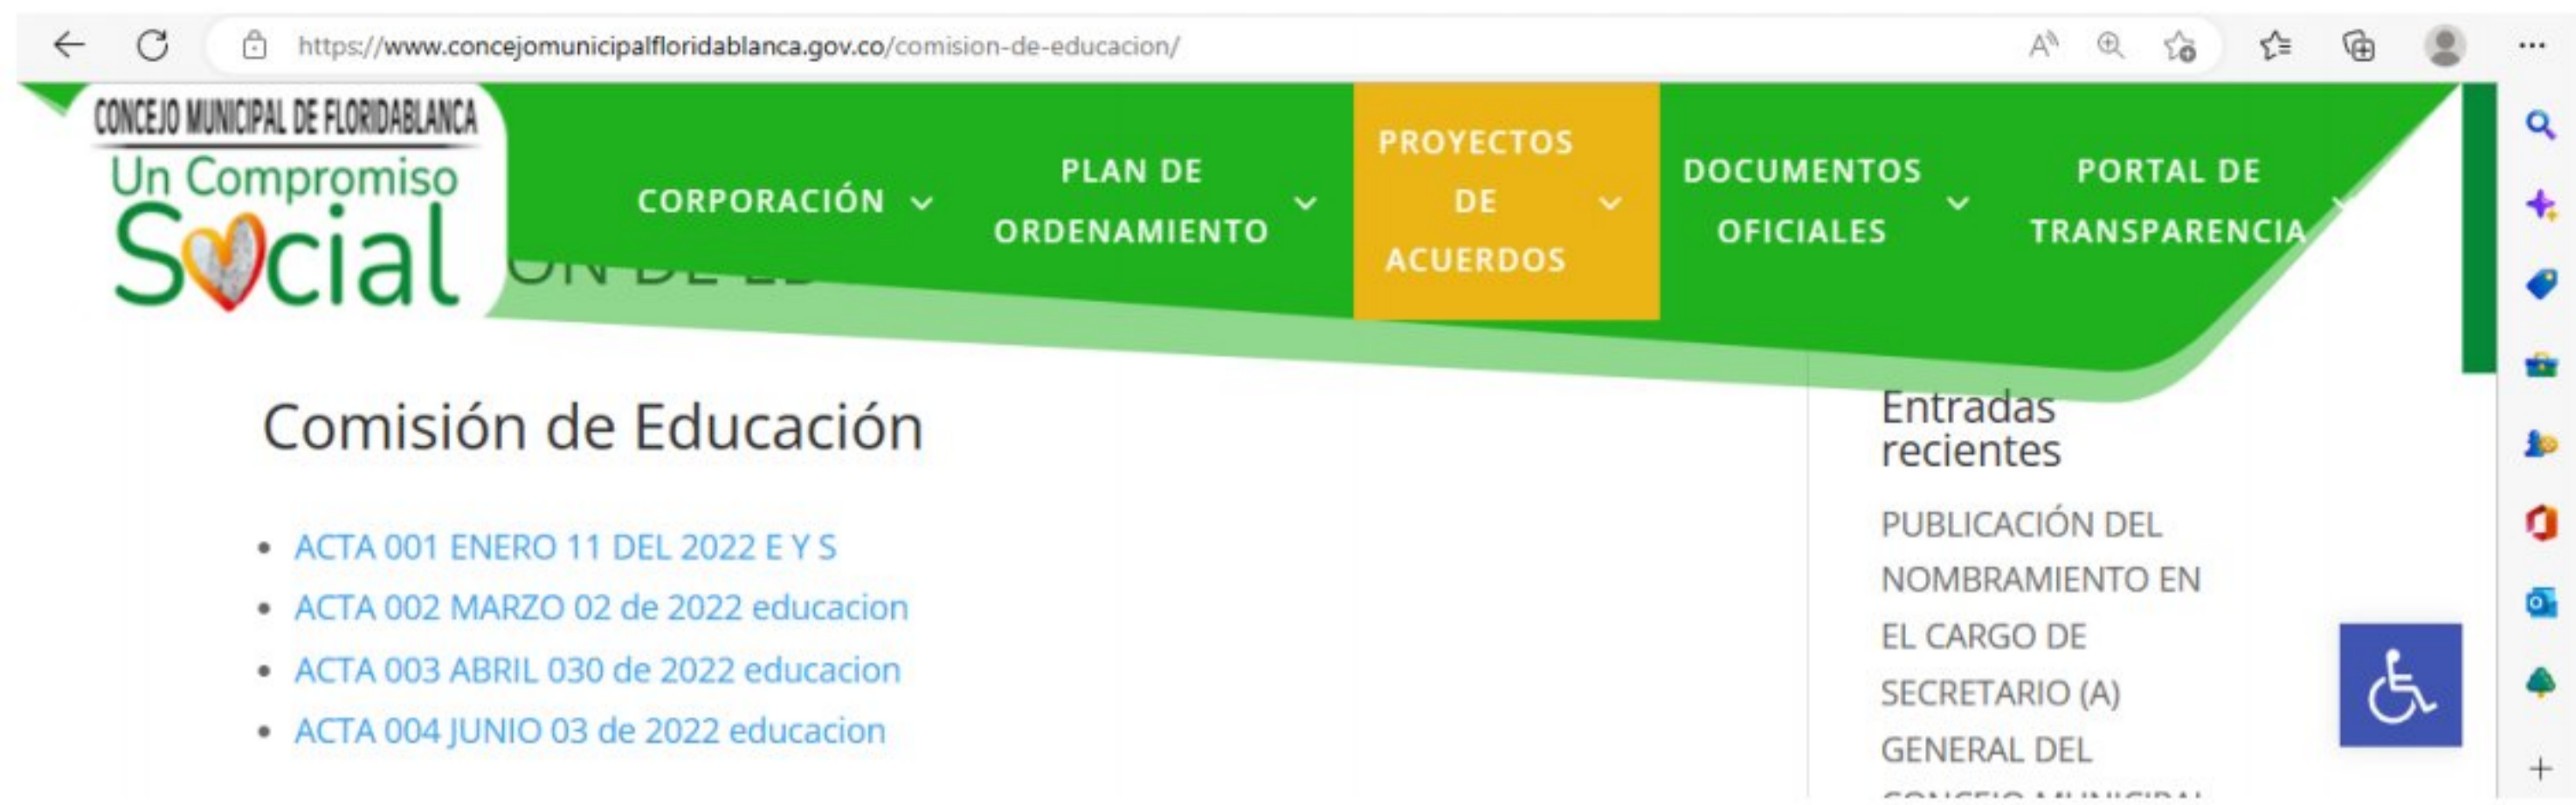 https://www.concejomunicipalfloridablanca.gov.co/comision-de-educacion/
CONCEJO MUNICIPAL DE FLORIDABLANCA
Un Compromiso
Social
CORPORACIÓN
PLAN DE
ORDENAMIENTO
PROYECTOS
DE
ACUERDOS
DOCUMENTOS
OFICIALES
PORTAL DE
TRANSPARENCIA
Comisión de Educación
• ACTA 001 ENERO 11 DEL 2022 E Y S
• ACTA 002 MARZO 02 de 2022 educacion
• ACTA 003 ABRIL 030 de 2022 educacion
• ACTA 004 JUNIO 03 de 2022 educacion
Entradas
recientes
PUBLICACIÓN DEL
NOMBRAMIENTO EN
EL CARGO DE
SECRETARIO (A)
GENERAL DEL